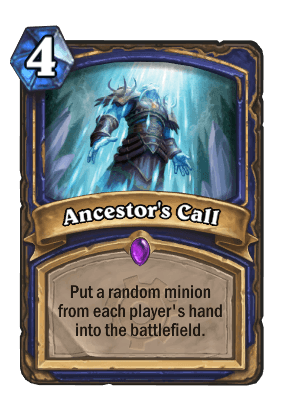 4
Ancestor's Call
Put a random minion
from each player's hand
into the battlefield.